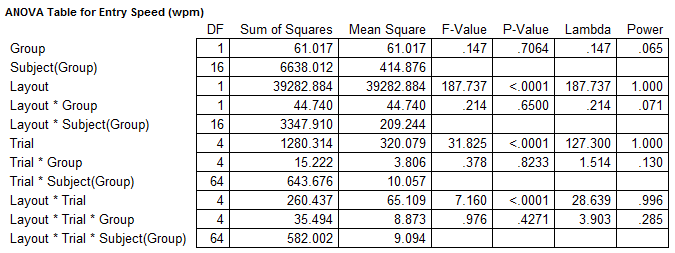 ANOVA Table for Entry Speed (wpm)
DF Sum of Squares Mean Square F-Value P-Value Lambda Power
Group 1 61.017 61.017 .147 .7064 .147 .065
Subject(Group) 16 6638.012 414.876
Layout 1 39282.884 39282.884 187.737 <.0001 187.737 1.000
Layout * Group 1 44.740 44.740 .214 .6500 .214 .071
Layout * Subject(Group) 16 3347.910 209.244
Trial 4 1280.314 320.079 31.825 <.0001 127.300 1.000
Trial * Group 4 15.222 3.806 .378 .8233 1.514 .130
Trial * Subject(Group) 64 643.676 10.057
Layout * Trial 4 260.437 65.109 7.160 <.0001 28.639 .996
Layout * Trial * Group 4 35.494 8.873 .976 .4271 3.903 .285
Layout * Trial * Subject(Group) 64 582.002 9.094